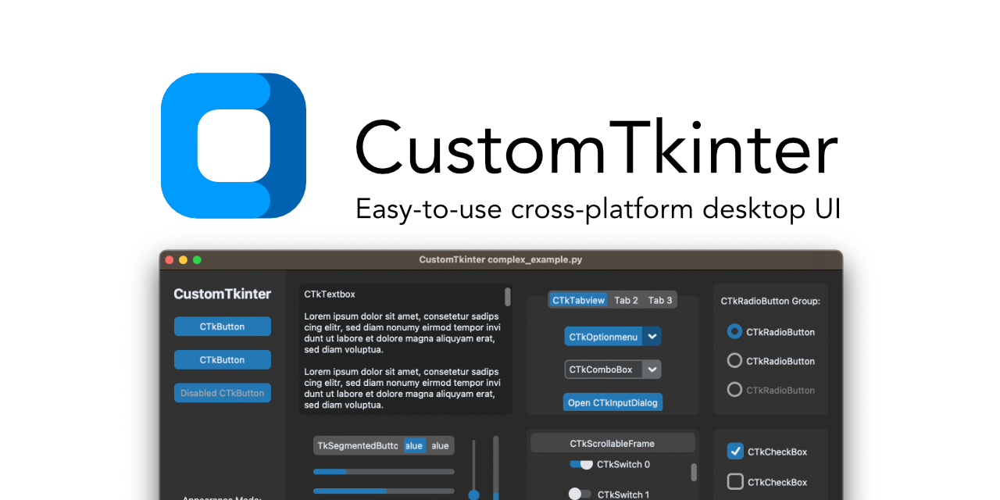 CustomTkinter
Easy-to-use cross-platform desktop UI
CustomTkinter complex_example.py
CustomTkinter
CTkButton
CTkButton
Disabled CTkButton
CTkTextbox
Lorem ipsum dolor sit amet, consetetur sadips
cing elitr, sed diam nonumy eirmod tempor invi
dunt ut labore et dolore magna aliquyam erat,
sed diam voluptua.
Lorem ipsum dolor sit amet, consetetur sadips
cing elitr, sed diam nonumy eirmod tempor invi
dunt ut labore et dolore magna aliquyam erat,
sed diam voluptua.
CTkTabview Tab 2 Tab 3
CTkOptionmenu
CTkComboBox
Open CTkInputDialog
CTkRadioButton Group:
CTkRadioButton
CTkRadioButton
CTkRadioButton
TkSegmentedButto alue alue
CTkScrollableFrame
CTkSwitch 0
CTkSwitch 1
CTkCheckBox
CTkCheckBox
Appearance Mode: